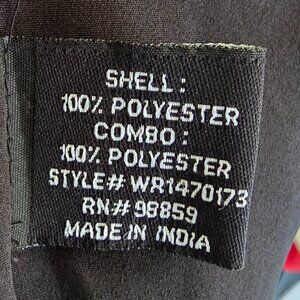 SHELL :
100% POLYESTER
COMBO :
100% POLYESTER
STYLE# WR1470173
RN# 98859
MADE IN INDIA